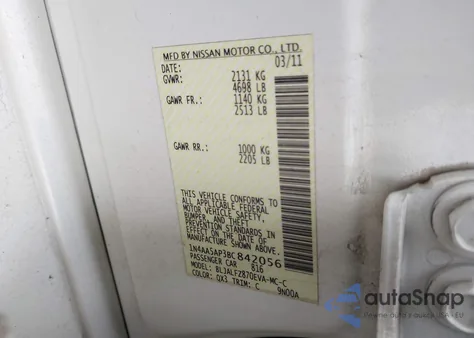 MFD BY NISSAN MOTOR CO., LTD.
DATE: 03/11
GVWR: 2131 KG
4698 LB
GAWR FR.: 1140 KG
2513 LB
GAWR RR.: 1000 KG
2205 LB
THIS VEHICLE CONFORMS TO
ALL APPLICABLE FEDERAL
MOTOR VEHICLE SAFETY,
BUMPER, AND THEFT
PREVENTION STANDARDS
IN EFFECT ON THE DATE OF
MANUFACTURE SHOWN ABOVE.
1N4AA5AP3BC842056
PASSENGER CAR 816
MODEL: BLJALFZ870EVA-MC-C
COLOR: QX3 TRIM: C 9N00A
autoShap